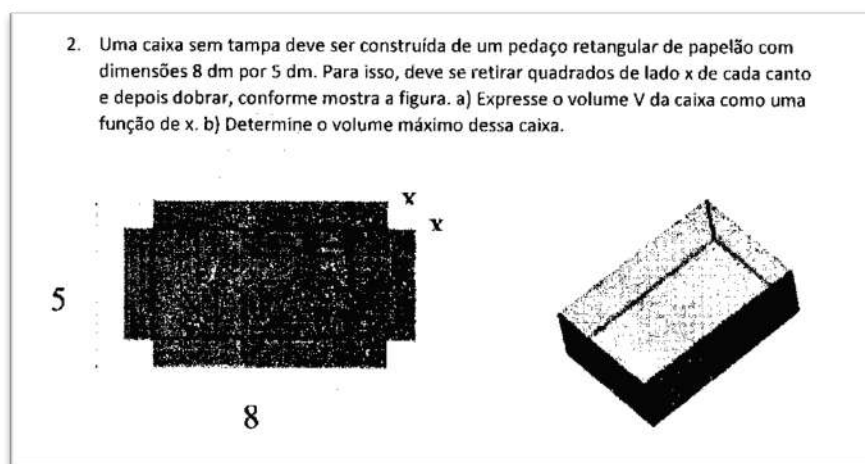 2. Uma caixa sem tampa deve ser construída de um pedaço retangular de papelão com
dimensões 8 dm por 5 dm. Para isso, deve se retirar quadrados de lado x de cada canto
e depois dobrar, conforme mostra a figura. a) Expresse o volume V da caixa como uma
função de x. b) Determine o volume máximo dessa caixa.
x
x
5
8